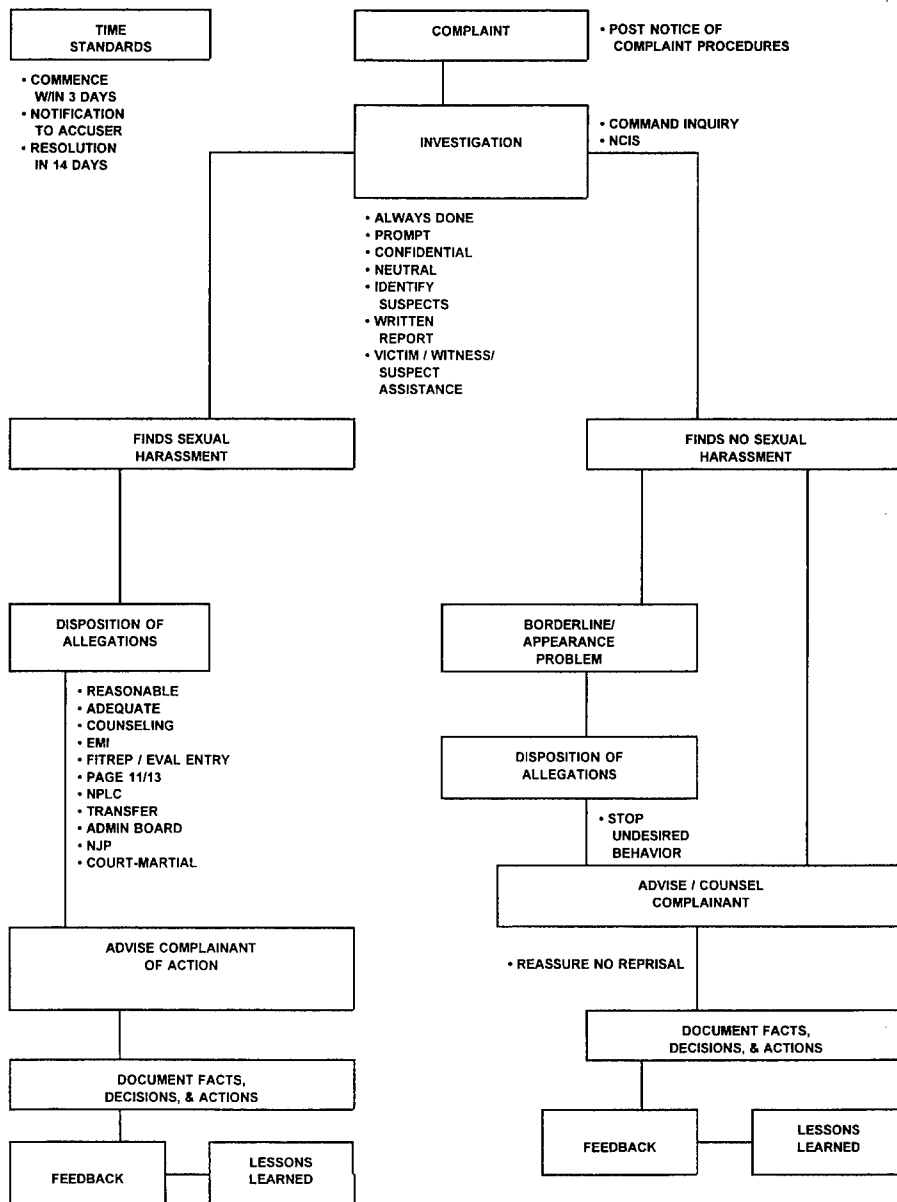 TIME
STANDARDS
• COMMENCE
W/IN 3 DAYS
• NOTIFICATION
TO ACCUSER
• RESOLUTION
IN 14 DAYS
COMPLAINT
• POST NOTICE OF
COMPLAINT PROCEDURES
INVESTIGATION
• COMMAND INQUIRY
• NCIS
• ALWAYS DONE
• PROMPT
• CONFIDENTIAL
• NEUTRAL
• IDENTIFY
SUSPECTS
• WRITTEN
REPORT
• VICTIM / WITNESS/
SUSPECT
ASSISTANCE
FINDS SEXUAL
HARASSMENT
DISPOSITION OF
ALLEGATIONS
• REASONABLE
• ADEQUATE
• COUNSELING
• EMI
• FITREP / EVAL ENTRY
• PAGE 11/13
• NPLC
• TRANSFER
• ADMIN BOARD
• NJP
• COURT-MARTIAL
ADVISE COMPLAINANT
OF ACTION
DOCUMENT FACTS,
DECISIONS, & ACTIONS
FEEDBACK
LESSONS
LEARNED
FINDS NO SEXUAL
HARASSMENT
BORDERLINE/
APPEARANCE
PROBLEM
DISPOSITION OF
ALLEGATIONS
• STOP
UNDESIRED
BEHAVIOR
ADVISE / COUNSEL
COMPLAINANT
• REASSURE NO REPRISAL
DOCUMENT FACTS,
DECISIONS, & ACTIONS
FEEDBACK
LESSONS
LEARNED